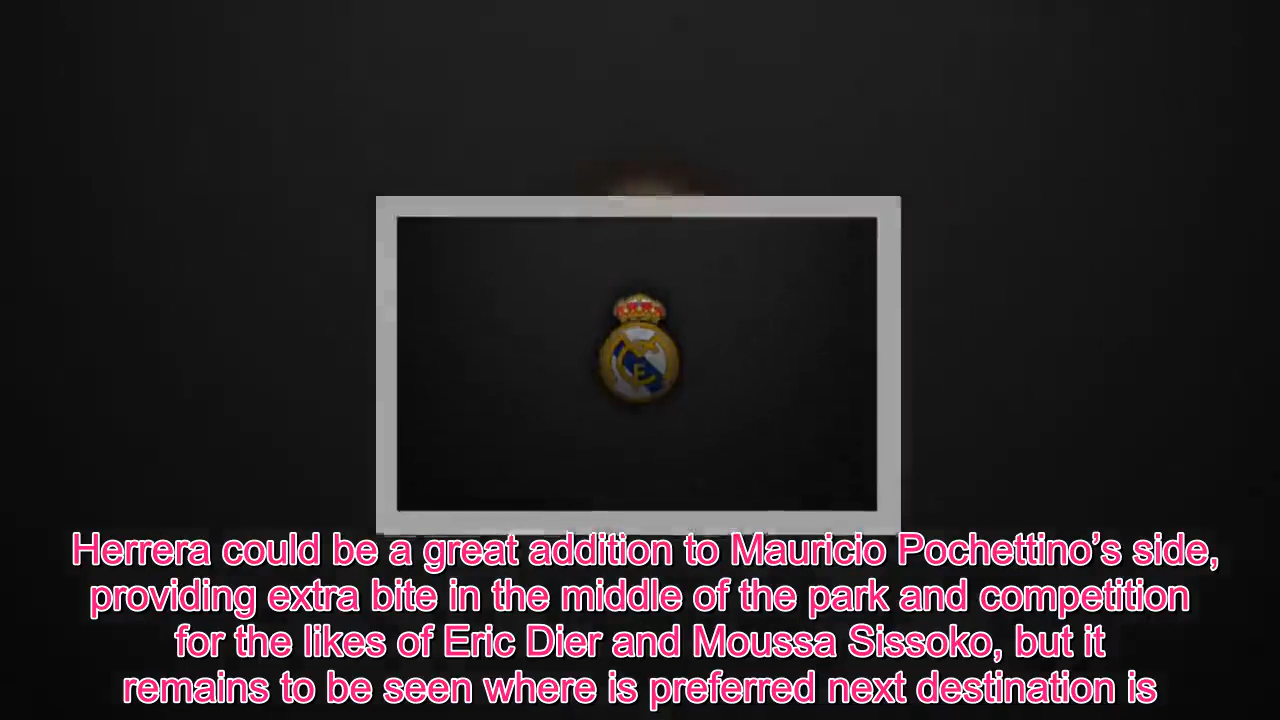 Herrera could be a great addition to Mauricio Pochettino’s side,
providing extra bite in the middle of the park and competition
for the likes of Eric Dier and Moussa Sissoko, but it
remains to be seen where is preferred next destination is